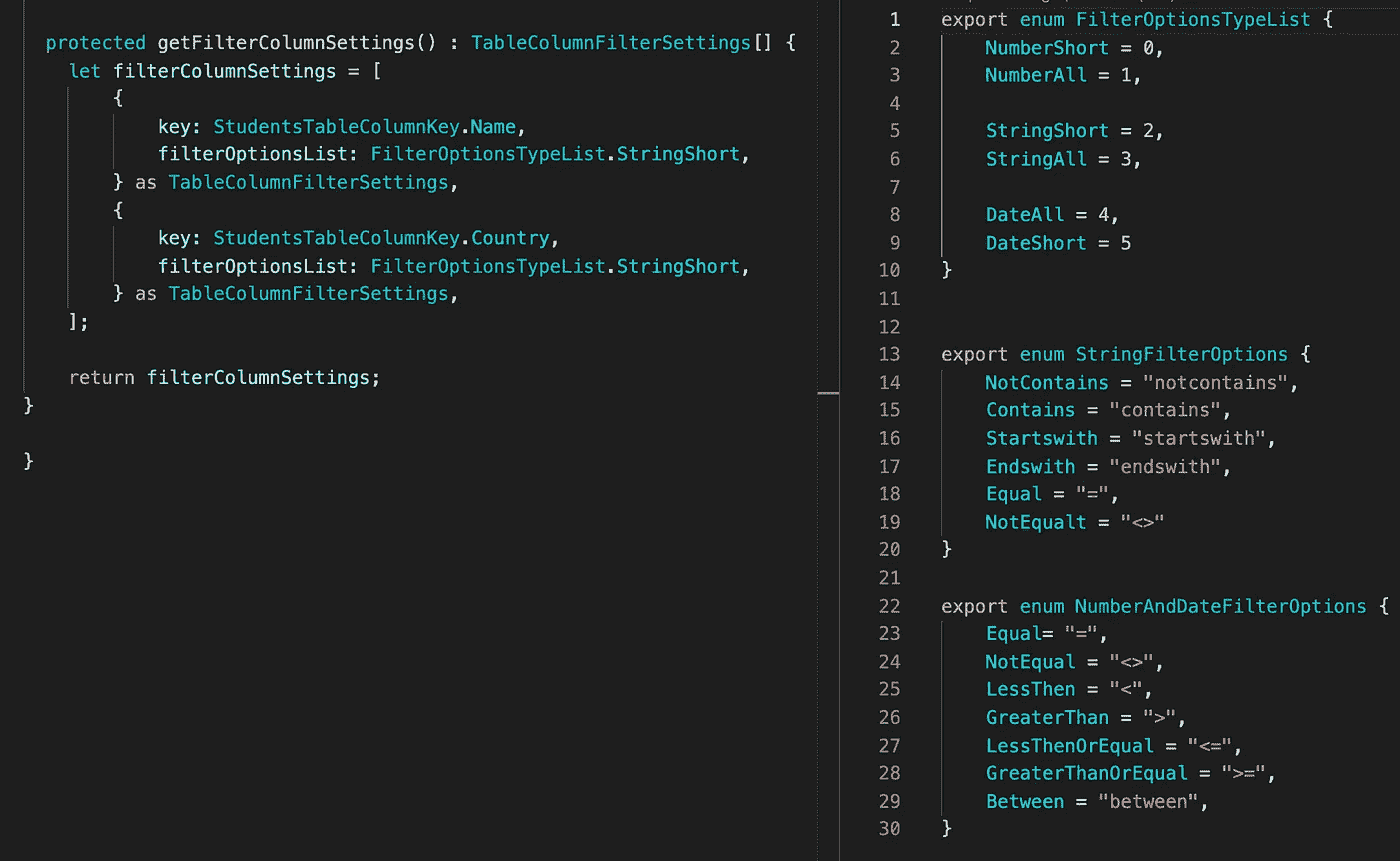 protected getFilterColumnSettings() : TableColumnFilterSettings[] {
let filterColumnSettings = [
{
key: StudentsTableColumnKey.Name,
filterOptionsList: FilterOptionsTypeList.StringShort,
} as TableColumnFilterSettings,
{
key: StudentsTableColumnKey.Country,
filterOptionsList: FilterOptionsTypeList.StringShort,
} as TableColumnFilterSettings,
];
return filterColumnSettings;
}
}
1 export enum FilterOptionsTypeList {
2 NumberShort = 0,
3 NumberAll = 1,
4
5 StringShort = 2,
6 StringAll = 3,
7
8 DateAll = 4,
9 DateShort = 5
10 }
11
12
13 export enum StringFilterOptions {
14 NotContains = "notcontains",
15 Contains = "contains",
16 Startswith = "startswith",
17 Endswith = "endswith",
18 Equal = "=",
19 NotEqualt = "<>"
20 }
21
22 export enum NumberAndDateFilterOptions {
23 Equal= "=",
24 NotEqual = "<>",
25 LessThen = "<",
26 GreaterThan = ">",
27 LessThenOrEqual = "<=",
28 GreaterThanOrEqual = ">=",
29 Between = "between",
30 }